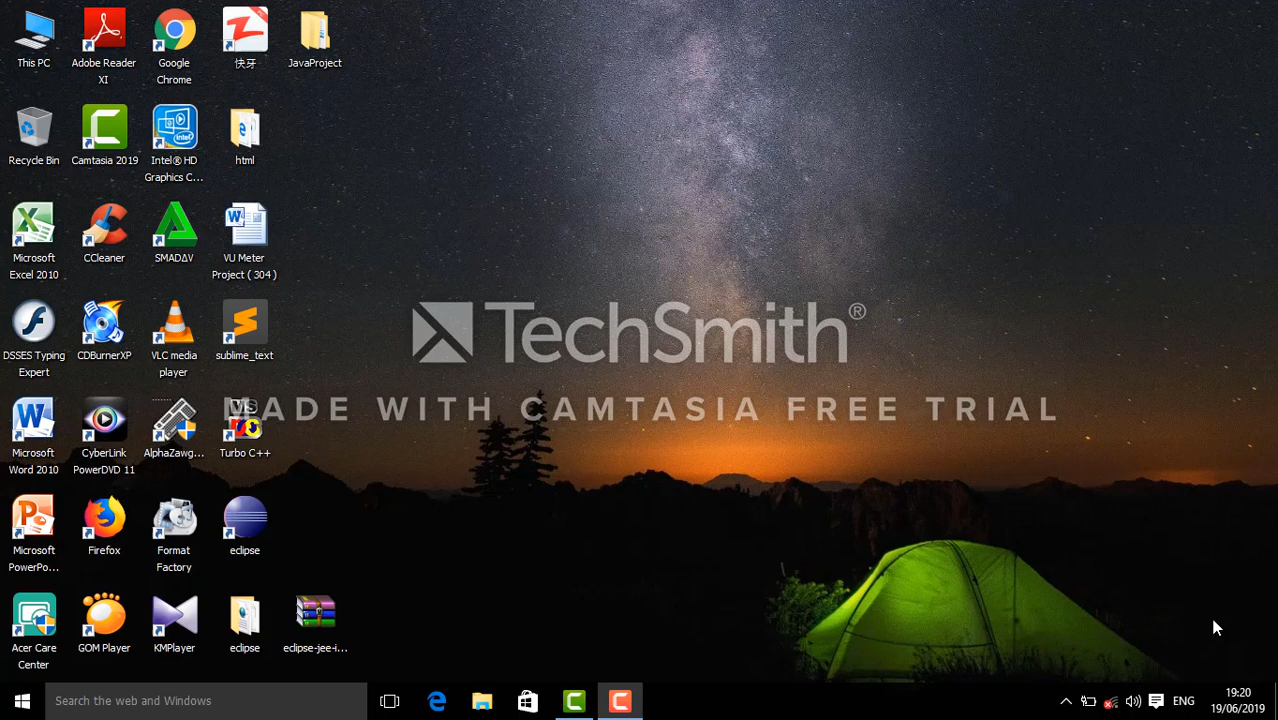 This PC
Adobe Reader
XI
Google
Chrome
快牙
JavaProject
Recycle Bin
Camtasia 2019
Intel® HD
Graphics C...
html
Microsoft
Excel 2010
CCleaner
SMADΔV
VU Meter
Project ( 304 )
DSSES Typing
Expert
CDBurnerXP
VLC media
player
sublime_text
TechSmith®
MADE WITH CAMTASIA FREE TRIAL
Microsoft
Word 2010
CyberLink
PowerDVD 11
AlphaZawg...
Turbo C++
Microsoft
PowerPo...
Firefox
Format
Factory
eclipse
Acer Care
Center
GOM Player
KMPlayer
eclipse
eclipse-jee-i...
Search the web and Windows
ENG
19:20
19/06/2019